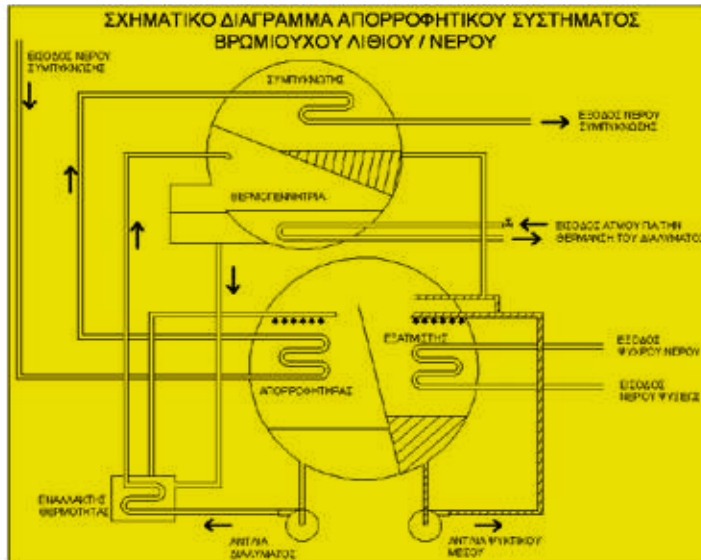 ΣΧΗΜΑΤΙΚΟ ΔΙΑΓΡΑΜΜΑ ΑΠΟΡΡΟΦΗΤΙΚΟΥ ΣΥΣΤΗΜΑΤΟΣ
ΒΡΩΜΙΟΥΧΟΥ ΛΙΘΙΟΥ / ΝΕΡΟΥ
ΕΙΣΟΔΟΣ ΝΕΡΟΥ
ΣΥΜΠΥΚΝΩΣΗΣ
ΣΥΜΠΥΚΝΩΤΗΣ
ΕΞΟΔΟΣ ΝΕΡΟΥ
ΣΥΜΠΥΚΝΩΣΗΣ
ΘΕΡΜΟΓΕΝΝΗΤΡΙΑ
ΕΙΣΟΔΟΣ ΑΤΜΟΥ ΓΙΑ ΤΗΝ
ΘΕΡΜΑΝΣΗ ΤΟΥ ΔΙΑΛΥΜΑΤΟΣ
ΕΞΑΤΜΙΣΤΗΣ
ΕΞΟΔΟΣ
ΨΥΧΡΟΥ ΝΕΡΟΥ
ΑΠΟΡΡΟΦΗΤΗΡΑΣ
ΕΙΣΟΔΟΣ
ΝΕΡΟΥ ΨΥΞΕΩΣ
ΕΝΑΛΛΑΚΤΗΣ
ΘΕΡΜΟΤΗΤΑΣ
ΑΝΤΛΙΑ
ΔΙΑΛΥΜΑΤΟΣ
ΑΝΤΛΙΑ ΨΥΚΤΙΚΟΥ
ΜΕΣΟΥ